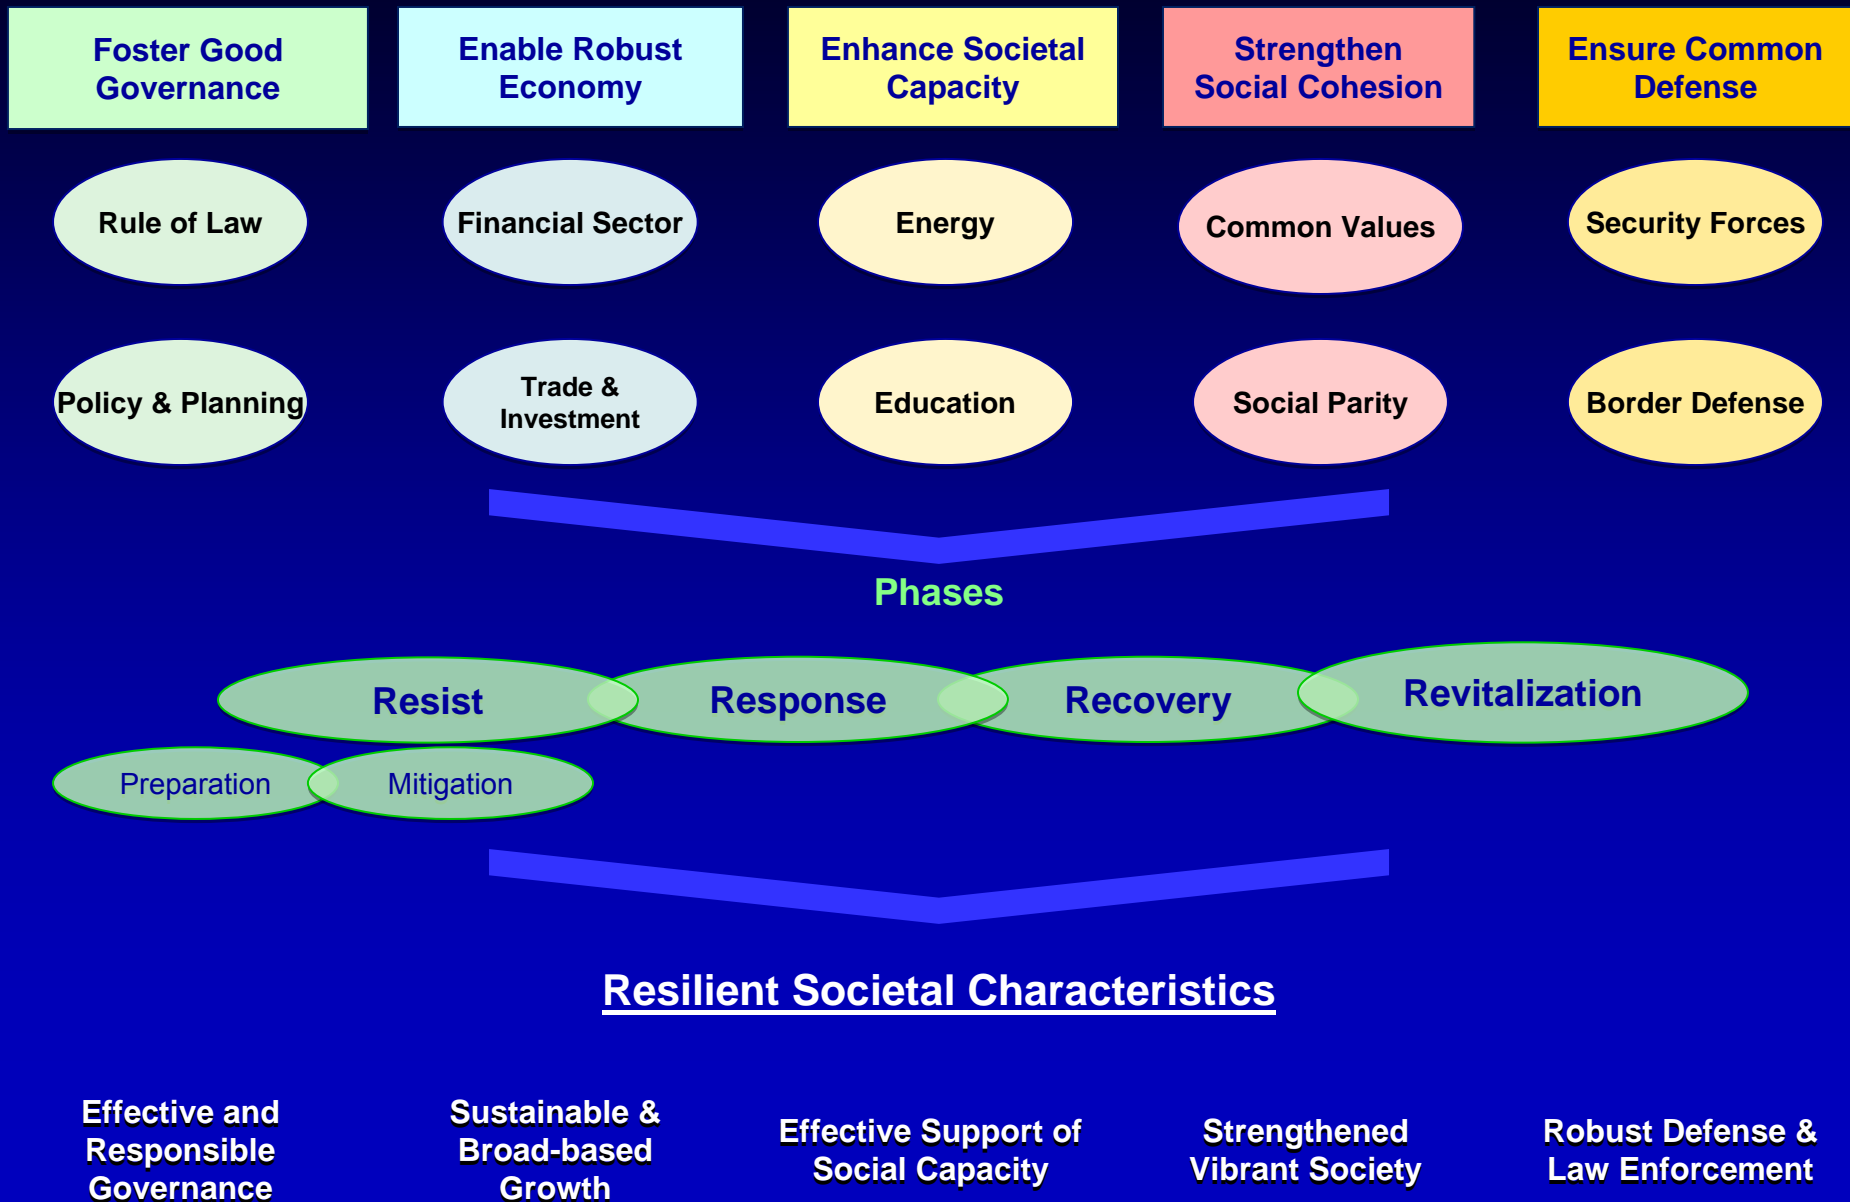 Foster Good
Governance
Enable Robust
Economy
Enhance Societal
Capacity
Strengthen
Social Cohesion
Ensure Common
Defense
Rule of Law
Financial Sector
Energy
Common Values
Security Forces
Policy & Planning
Trade &
Investment
Education
Social Parity
Border Defense
Phases
Resist
Response
Recovery
Revitalization
Preparation
Mitigation
Resilient Societal Characteristics
Effective and
Responsible
Governance
Sustainable &
Broad-based
Growth
Effective Support of
Social Capacity
Strengthened
Vibrant Society
Robust Defense &
Law Enforcement